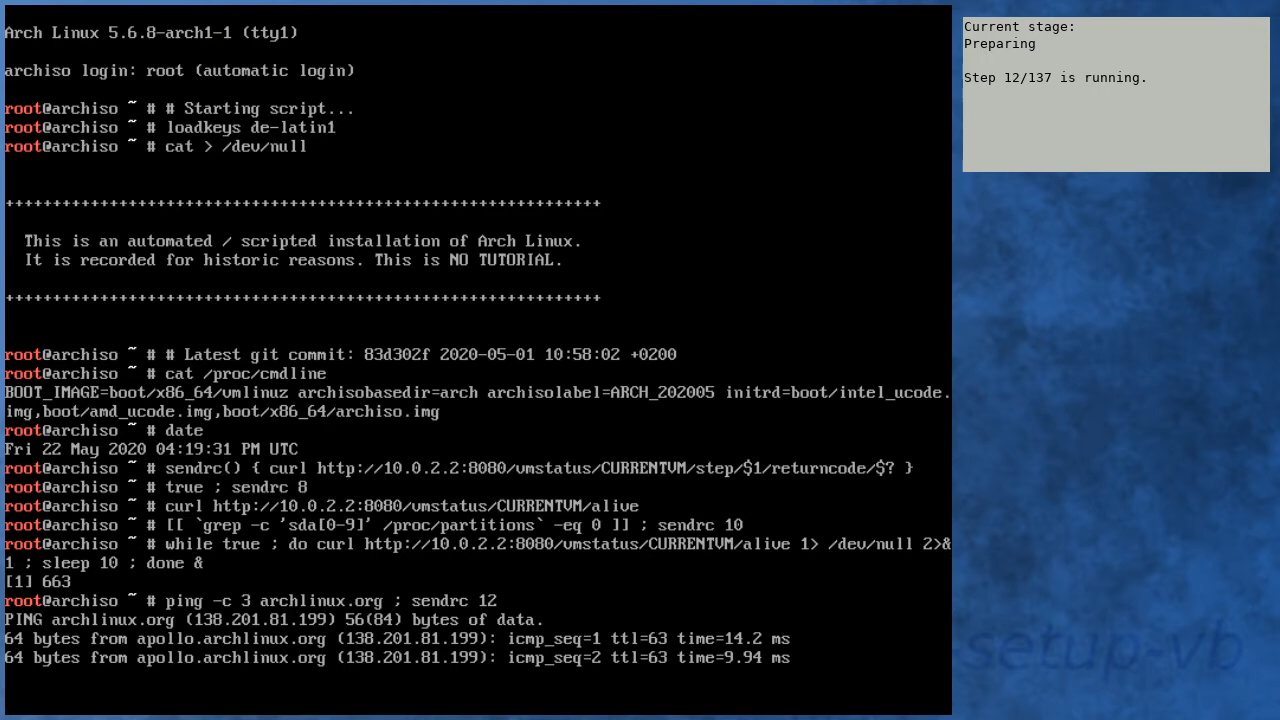 Arch Linux 5.6.8-arch1-1 (tty1)
archiso login: root (automatic login)
root@archiso ~ # # Starting script...
root@archiso ~ # loadkeys de-latin1
root@archiso ~ # cat > /dev/null
+++++++++++++++++++++++++++++++++++++++++++++++++++++++++++++++
This is an automated / scripted installation of Arch Linux.
It is recorded for historic reasons. This is NO TUTORIAL.
+++++++++++++++++++++++++++++++++++++++++++++++++++++++++++++++
root@archiso ~ # # Latest git commit: 83d302f 2020-05-01 10:58:02 +0200
root@archiso ~ # cat /proc/cmdline
BOOT_IMAGE=boot/x86_64/vmlinuz archisobasedir=arch archisolabel=ARCH_202005 initrd=boot/intel_ucode.
img,boot/amd_ucode.img,boot/x86_64/archiso.img
root@archiso ~ # date
Fri 22 May 2020 04:19:31 PM UTC
root@archiso ~ # sendrc() { curl http://10.0.2.2:8080/vmstatus/CURRENTVM/step/$1/returncode/$? }
root@archiso ~ # true ; sendrc 8
root@archiso ~ # curl http://10.0.2.2:8080/vmstatus/CURRENTVM/alive
root@archiso ~ # [[ `grep -c 'sda[0-9]' /proc/partitions` -eq 0 ]] ; sendrc 10
root@archiso ~ # while true ; do curl http://10.0.2.2:8080/vmstatus/CURRENTVM/alive 1> /dev/null 2>&
1 ; sleep 10 ; done &
[1] 663
root@archiso ~ # ping -c 3 archlinux.org ; sendrc 12
PING archlinux.org (138.201.81.199) 56(84) bytes of data.
64 bytes from apollo.archlinux.org (138.201.81.199): icmp_seq=1 ttl=63 time=14.2 ms
64 bytes from apollo.archlinux.org (138.201.81.199): icmp_seq=2 ttl=63 time=9.94 ms
Current stage:
Preparing
Step 12/137 is running.
-setup-vb